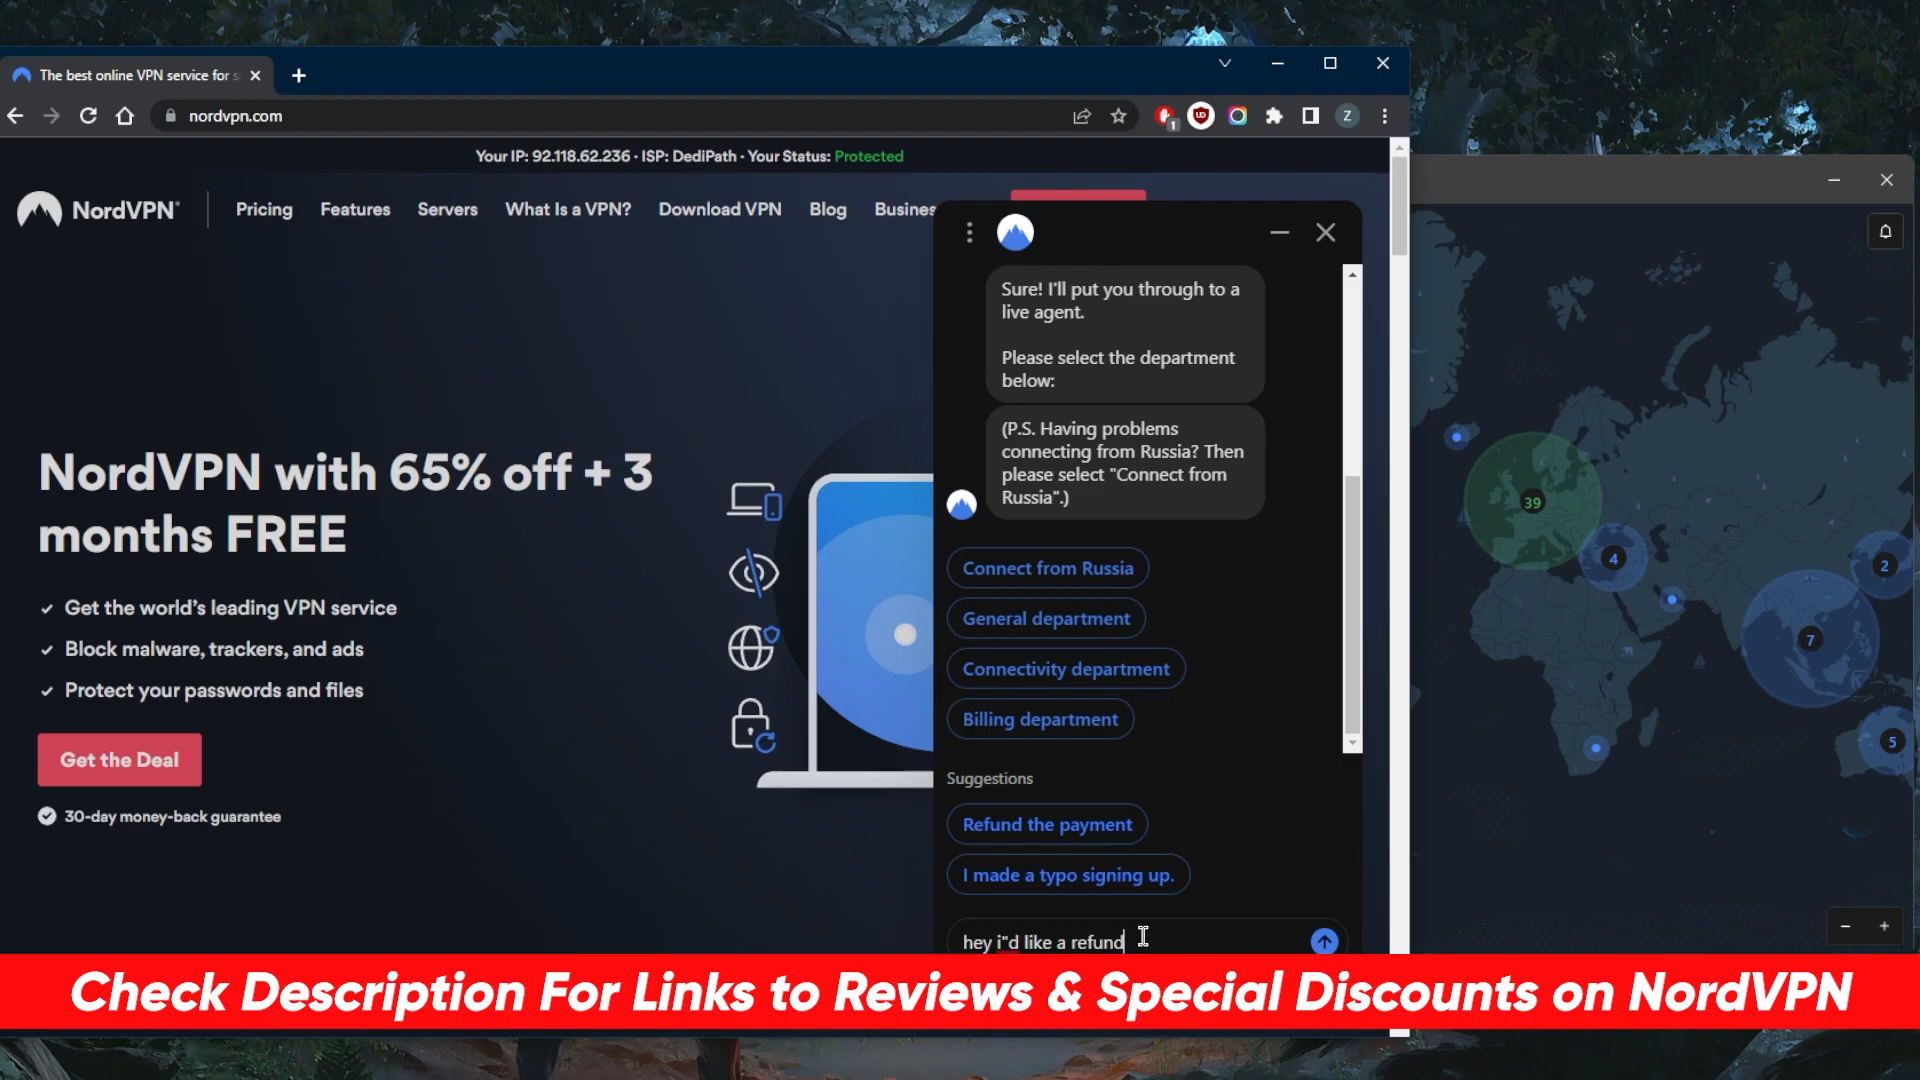 The best online VPN service for s
nordvpn.com
1
Z
Your IP: 92.118.62.236 · ISP: DediPath · Your Status: Protected
NordVPN®
Pricing
Features
Servers
What Is a VPN?
Download VPN
Blog
Busines
NordVPN with 65% off + 3
months FREE
Get the world's leading VPN service
Block malware, trackers, and ads
Protect your passwords and files
Get the Deal
30-day money-back guarantee
Sure! I'll put you through to a
live agent.
Please select the department
below:
(P.S. Having problems
connecting from Russia? Then
please select "Connect from
Russia".)
Connect from Russia
General department
Connectivity department
Billing department
Suggestions
Refund the payment
I made a typo signing up.
hey i"d like a refund
39
4
2
7
5
Check Description For Links to Reviews & Special Discounts on NordVPN